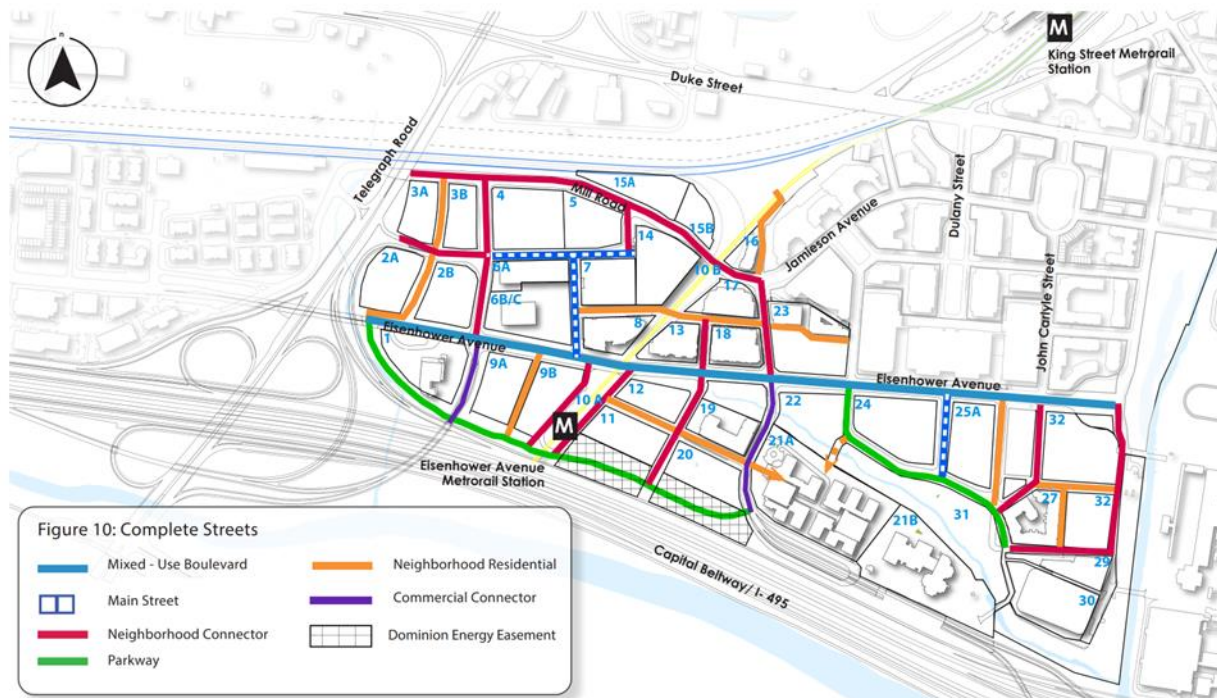 n
M
King Street Metrorail
Station
Duke Street
Telegraph Road
Dulany Street
Jamieson Avenue
John Carlyle Street
Mill Road
15A
3A
3B
4
5
14
15B
16
2A
2B
6A
7
10 B
17
6B/C
8
13
18
23
Eisenhower Avenue
Eisenhower Avenue
1
9A
9B
10 A
12
11
19
22
24
25A
32
M
20
21A
27
32
Eisenhower Avenue
Metrorail Station
21B
31
29
30
Capital Beltway/ I- 495
Figure 10: Complete Streets
Mixed - Use Boulevard
Main Street
Neighborhood Connector
Parkway
Neighborhood Residential
Commercial Connector
Dominion Energy Easement